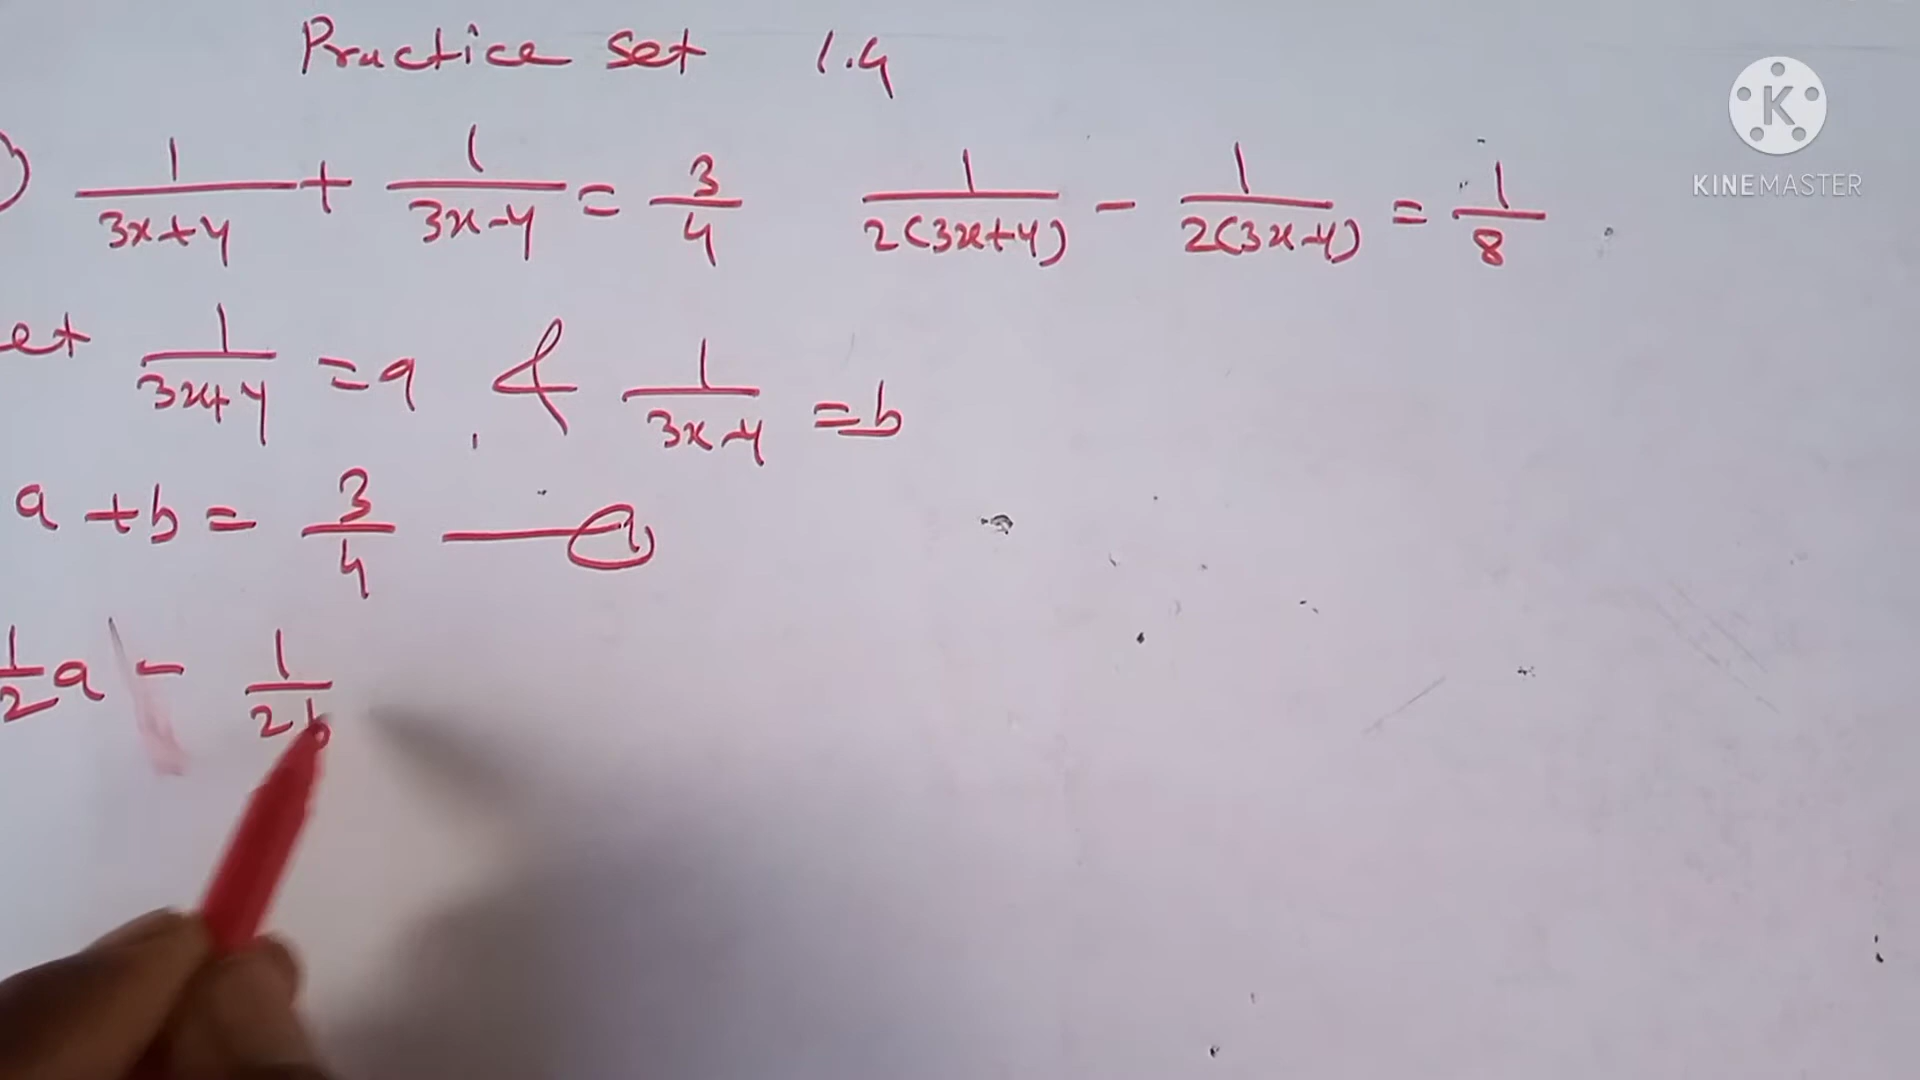 Practice set 1.4
) 1/(3x+y) + 1/(3x-y) = 3/4 1/(2(3x+y)) - 1/(2(3x-y)) = 1/8
KINEMASTER
et 1/(3x+y) = a & 1/(3x-y) = b
a + b = 3/4
1/2 a - 1/2b